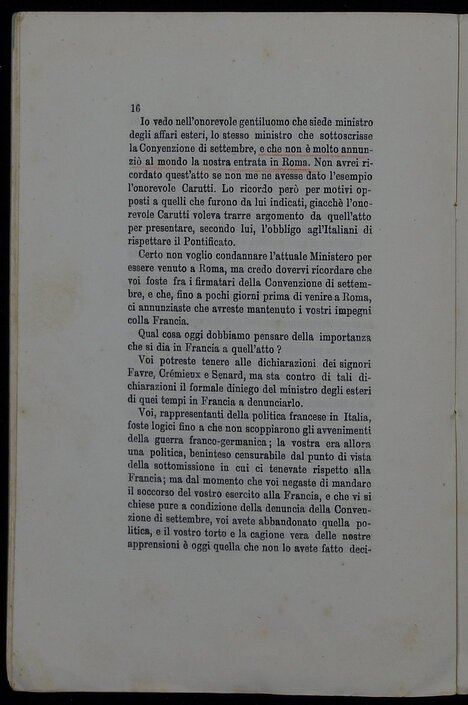 16
Io vedo nell'onorevole gentiluomo che siede ministro
degli affari esteri, lo stesso ministro che sottoscrisse
la Convenzione di settembre, e che non è molto annun-
ziò al mondo la nostra entrata in Roma. Non avrei ri-
cordato quest'atto se non me ne avesse dato l'esempio
l'onorevole Carutti. Lo ricordo però per motivi op-
posti a quelli che furono da lui indicati, giacchè l'ono-
revole Carutti voleva trarre argomento da quell'atto
per presentare, secondo lui, l'obbligo agl'Italiani di
rispettare il Pontificato.
Certo non voglio condannare l'attuale Ministero per
essere venuto a Roma, ma credo dovervi ricordare che
voi foste fra i firmatari della Convenzione di settem-
bre, e che, fino a pochi giorni prima di venire a Roma,
ci annunziaste che avreste mantenuto i vostri impegni
colla Francia.
Qual cosa oggi dobbiamo pensare della importanza
che si dia in Francia a quell'atto ?
Voi potreste tenere alle dichiarazioni dei signori
Favre, Crémieux e Senard, ma sta contro di tali di-
chiarazioni il formale diniego del ministro degli esteri
di quei tempi in Francia a denunciarlo.
Voi, rappresentanti della politica francese in Italia,
foste logici fino a che non scoppiarono gli avvenimenti
della guerra franco-germanica ; la vostra era allora
una politica, beninteso censurabile dal punto di vista
della sottomissione in cui ci tenevate rispetto alla
Francia; ma dal momento che voi negaste di mandare
il soccorso del vostro esercito alla Francia, e che vi si
chiese pure a condizione della denuncia della Conven-
zione di settembre, voi avete abbandonato quella po-
litica, e il vostro torto e la cagione vera delle nostre
apprensioni è oggi quella che non lo avete fatto deci-